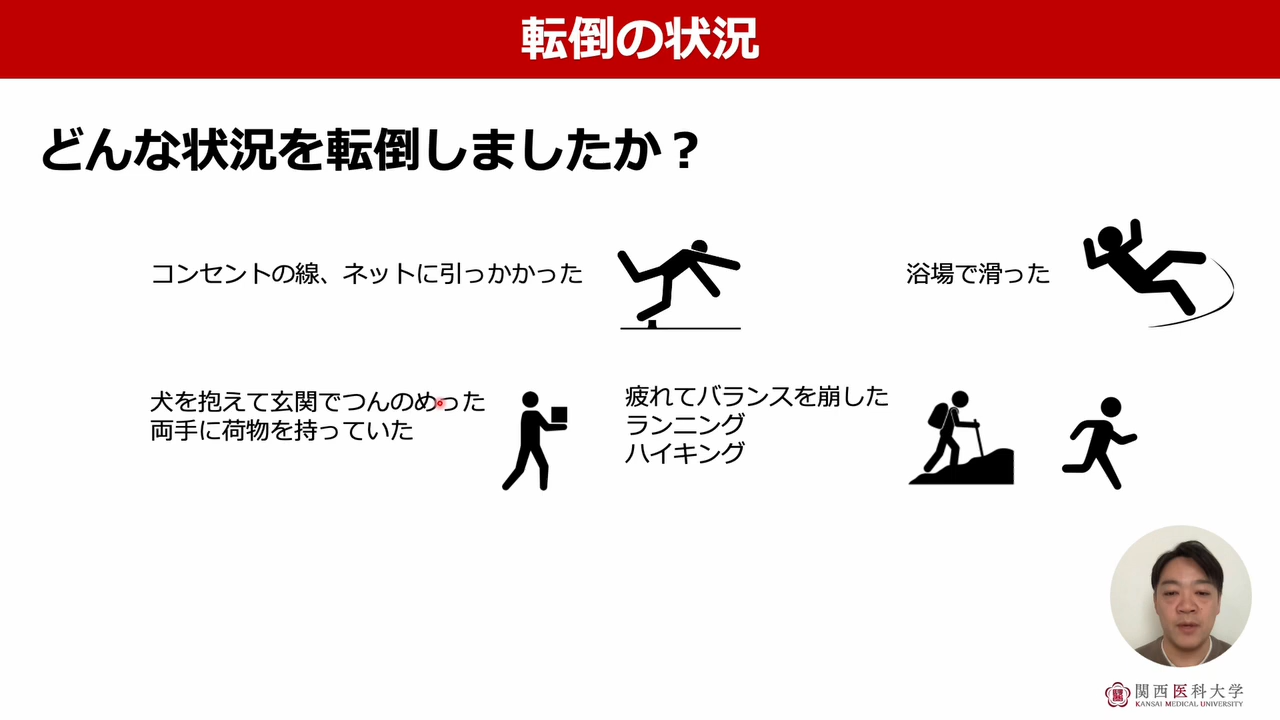 転倒の状況
どんな状況を転倒しましたか？
コンセントの線、ネットに引っかかった
浴場で滑った
犬を抱えて玄関でつんのめった
両手に荷物を持っていた
疲れてバランスを崩した
ランニング
ハイキング
関西医科大学
KANSAI MEDICAL UNIVERSITY